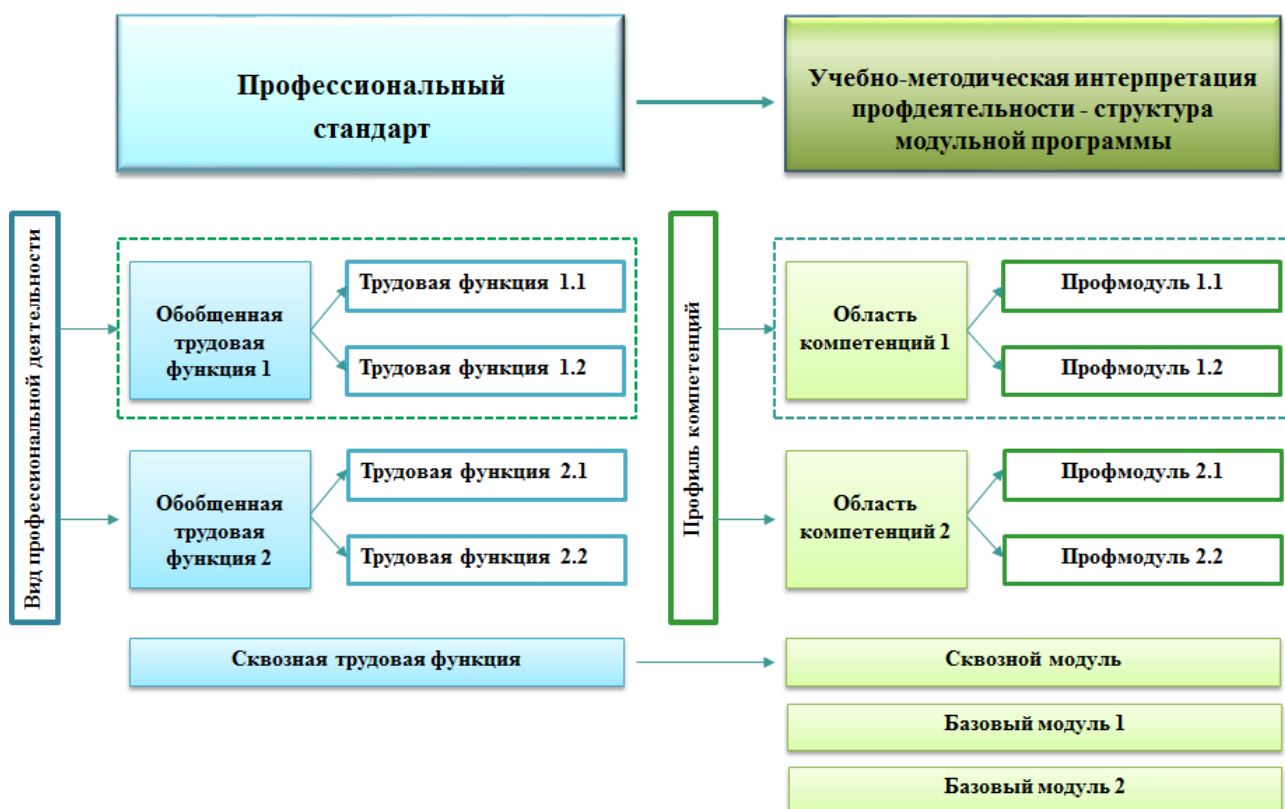 Профессиональный
стандарт
Учебно-методическая интерпретация
профдеятельности - структура
модульной программы
Вид профессиональной деятельности
Обобщенная
трудовая
функция 1
Трудовая функция 1.1
Трудовая функция 1.2
Обобщенная
трудовая
функция 2
Трудовая функция 2.1
Трудовая функция 2.2
Сквозная трудовая функция
Профиль компетенций
Область
компетенций 1
Профмодуль 1.1
Профмодуль 1.2
Область
компетенций 2
Профмодуль 2.1
Профмодуль 2.2
Сквозной модуль
Базовый модуль 1
Базовый модуль 2